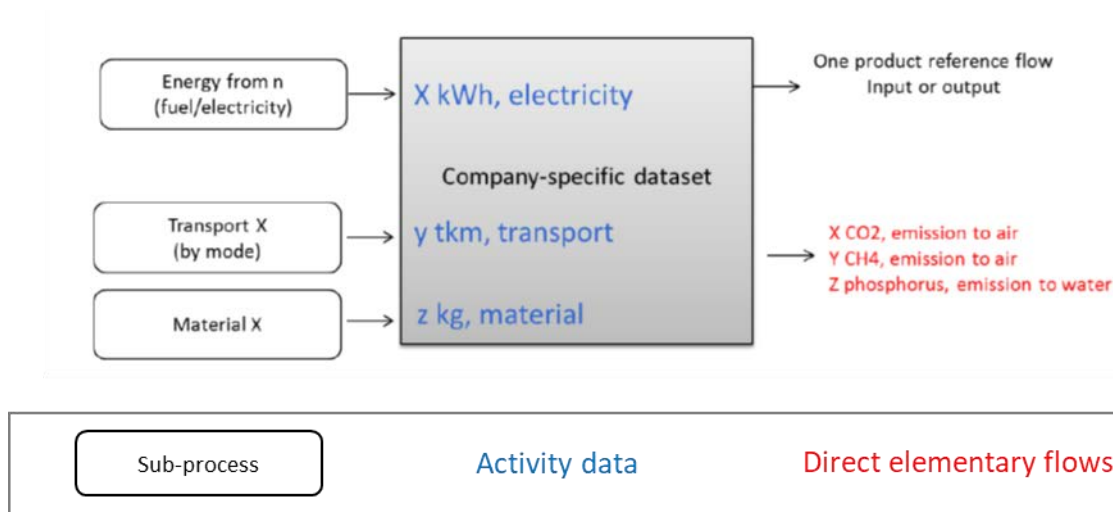 Energy from n
(fuel/electricity)
X kWh, electricity
One product reference flow
Input or output
Company-specific dataset
Transport X
(by mode)
y tkm, transport
X CO2, emission to air
Y CH4, emission to air
Z phosphorus, emission to water
Material X
z kg, material
Sub-process
Activity data
Direct elementary flows